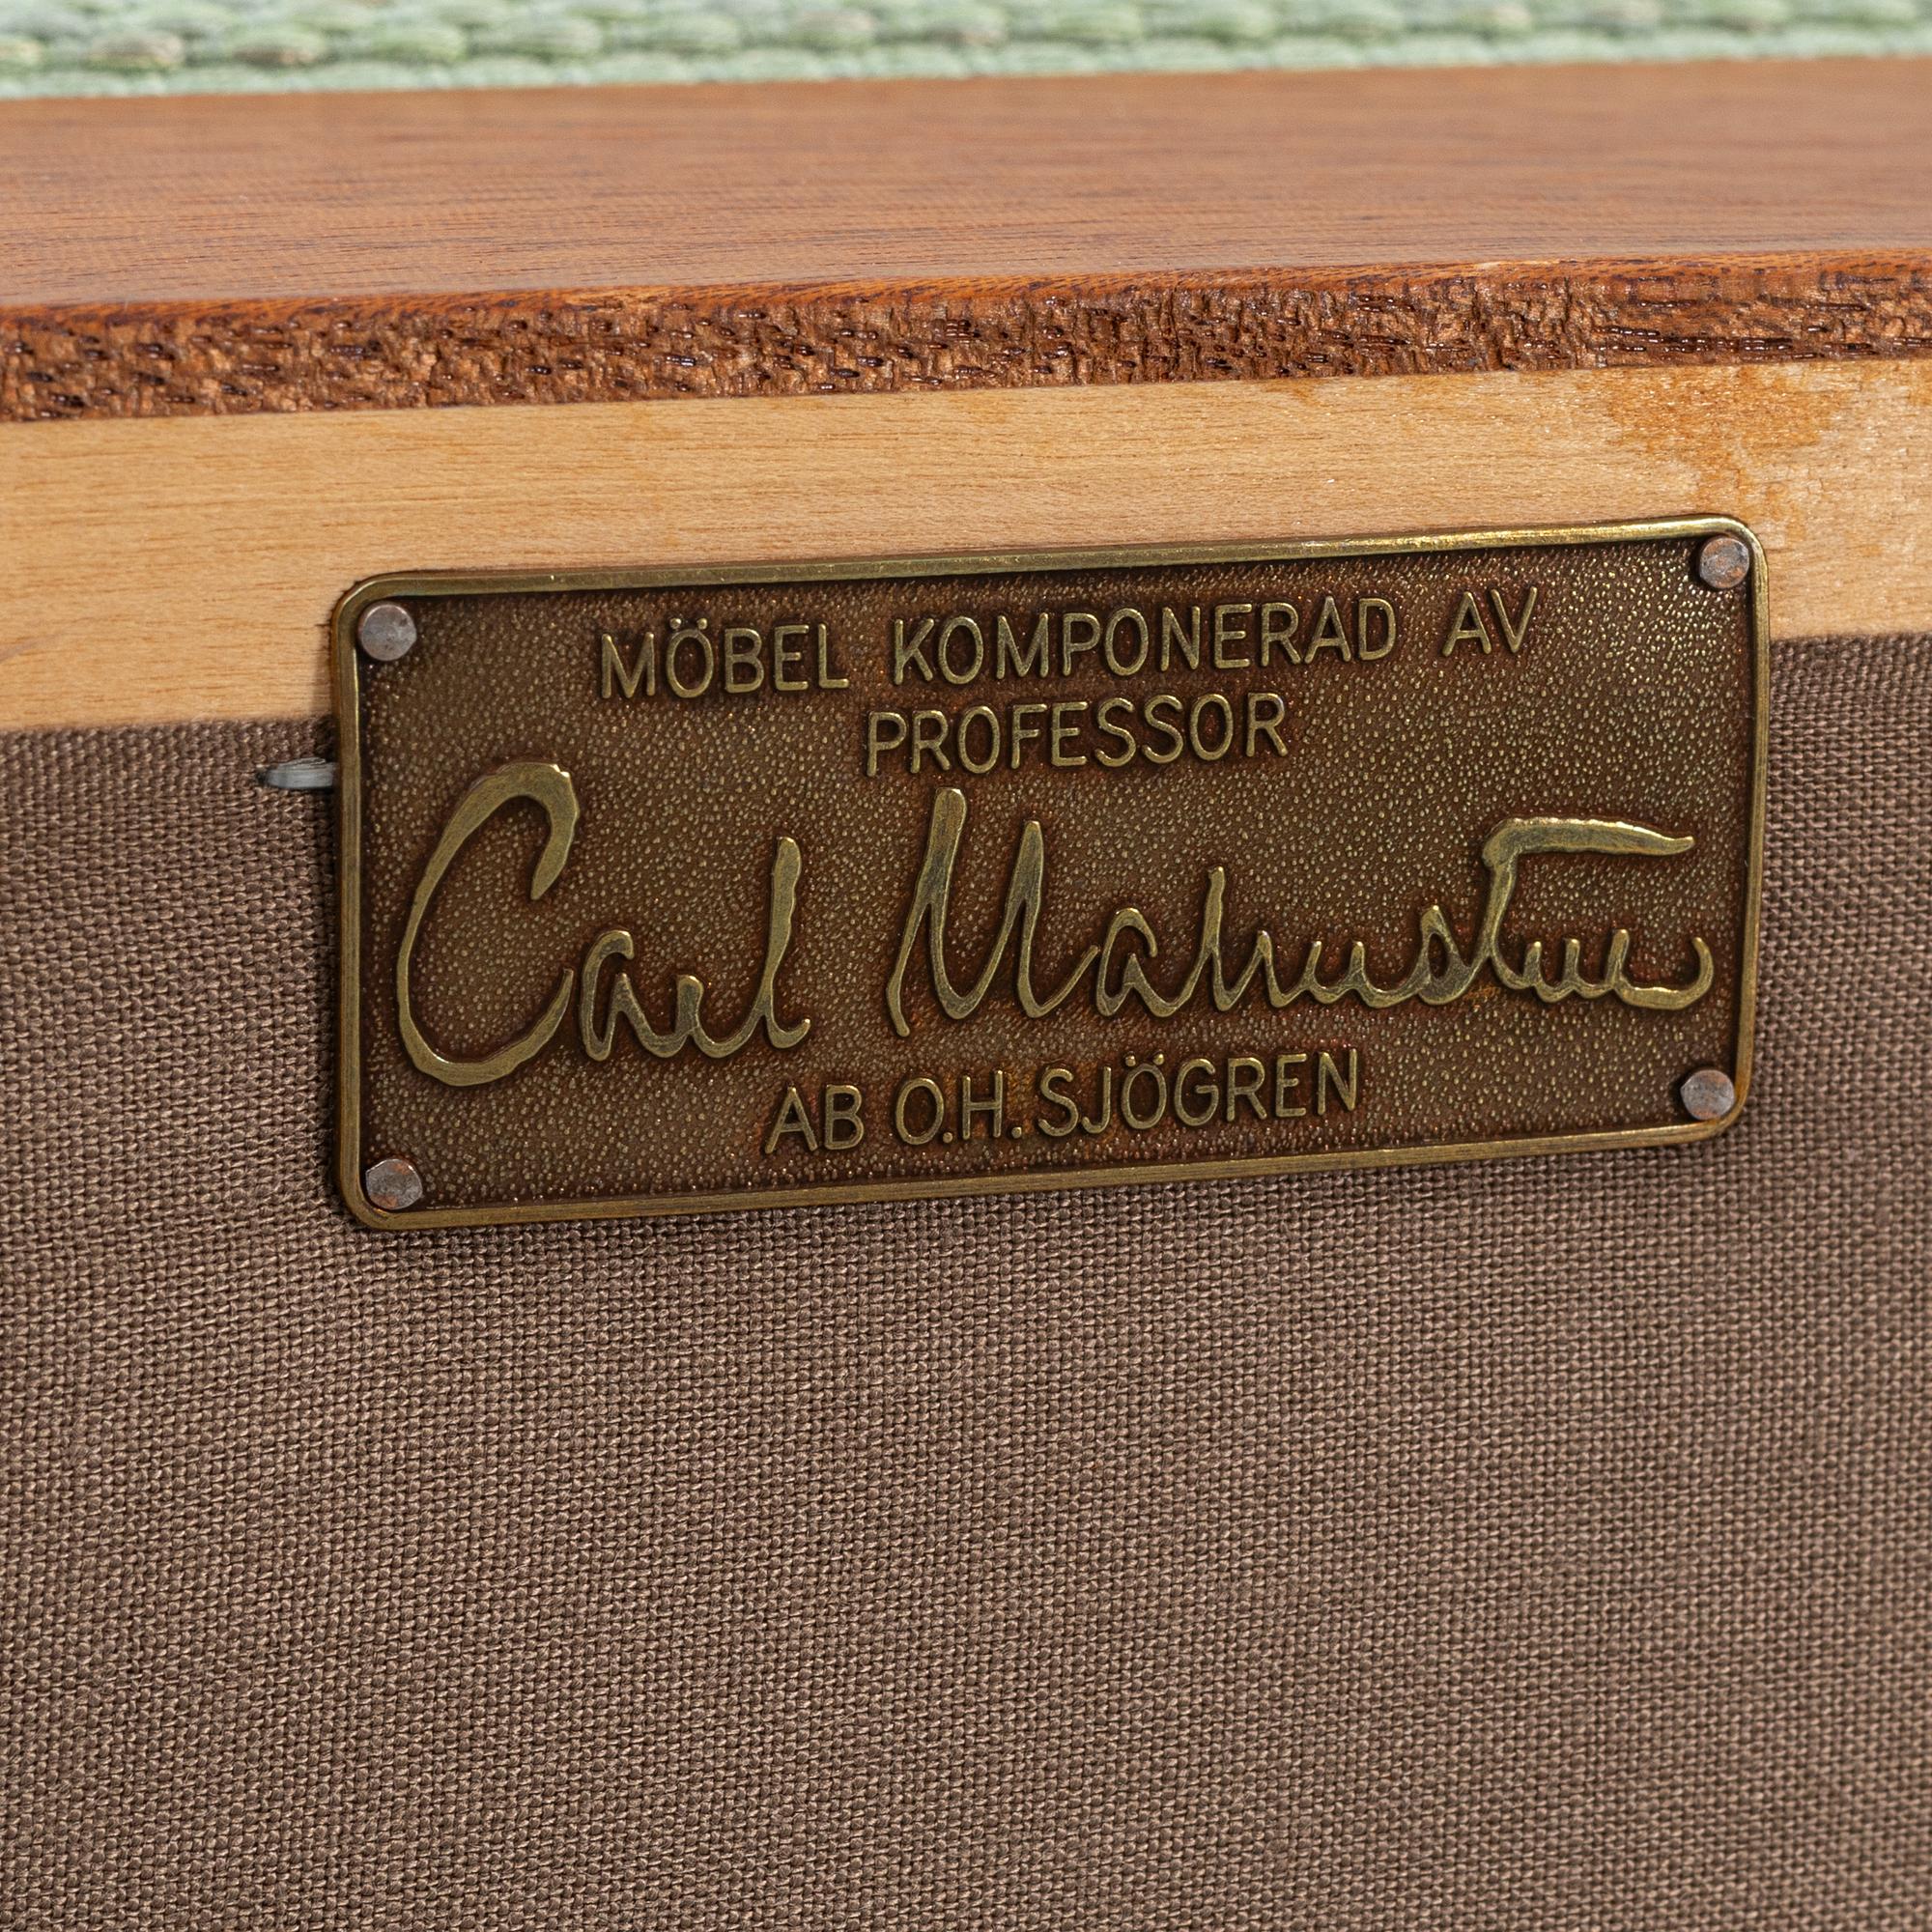 MÖBEL KOMPONERAD AV
PROFESSOR
Carl Malmsten
AB O.H. SJÖGREN